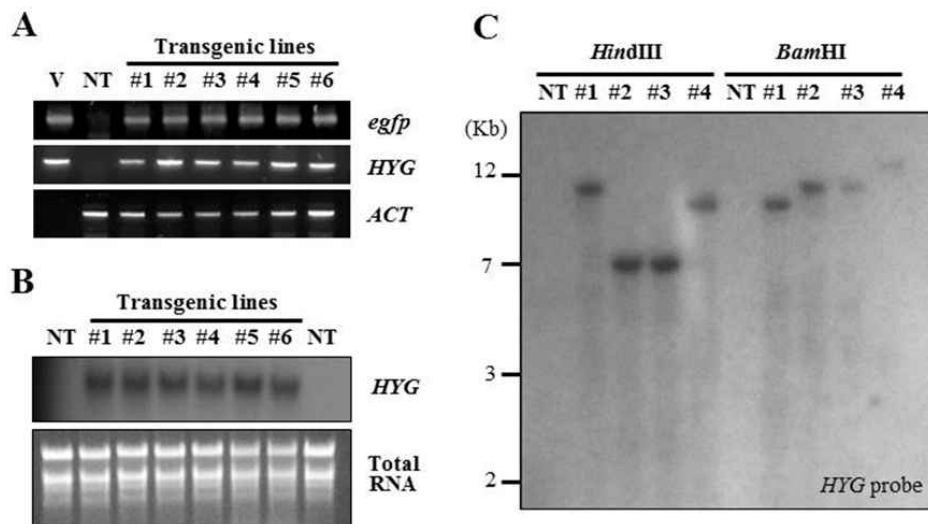 A
Transgenic lines
V NT #1 #2 #3 #4 #5 #6
egfp
HYG
ACT
B
Transgenic lines
NT #1 #2 #3 #4 #5 #6 NT
HYG
Total
RNA
C
HindIII BamHI
NT #1 #2 #3 #4 NT #1 #2 #3 #4
(Kb)
12
7
3
2
HYG probe